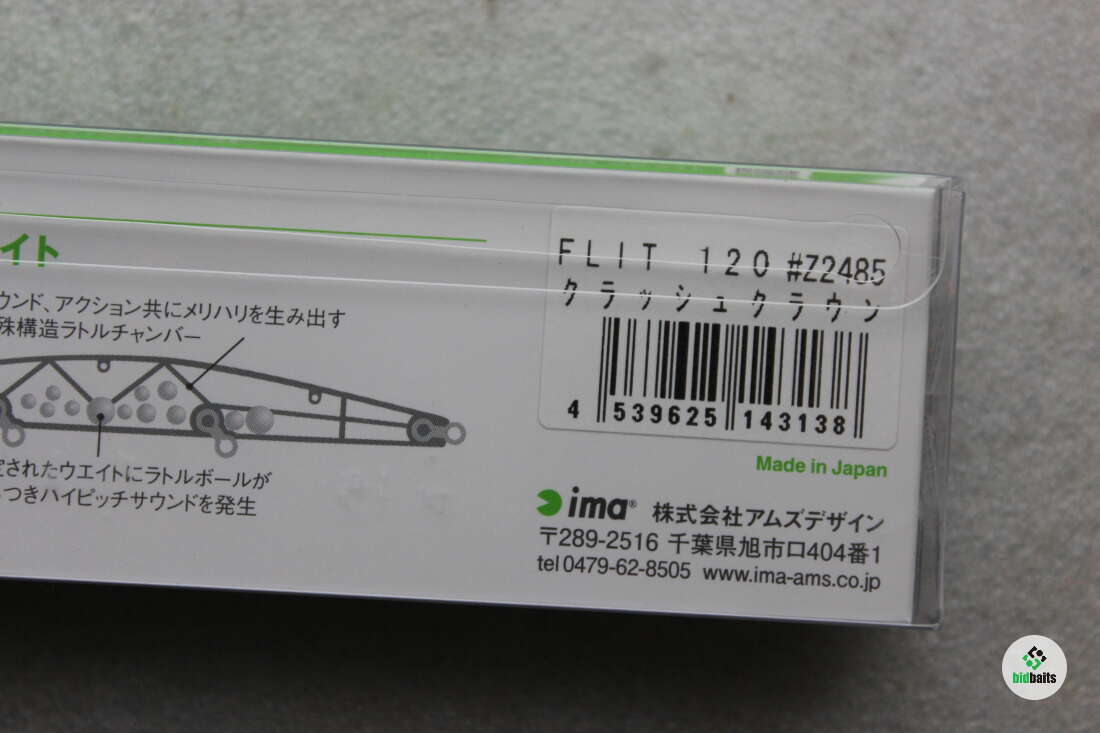 イト
ウンド、アクション共にメリハリを生み出す
殊構造ラトルチャンバー
定されたウエイトにラトルボールが
つきハイピッチサウンドを発生
FLIT 120 #Z2485
クラッシュクラウン
4 539625 143138
Made in Japan
ima® 株式会社アムズデザイン
〒289-2516 千葉県旭市ロ404番1
tel 0479-62-8505 www.ima-ams.co.jp
bidbaits